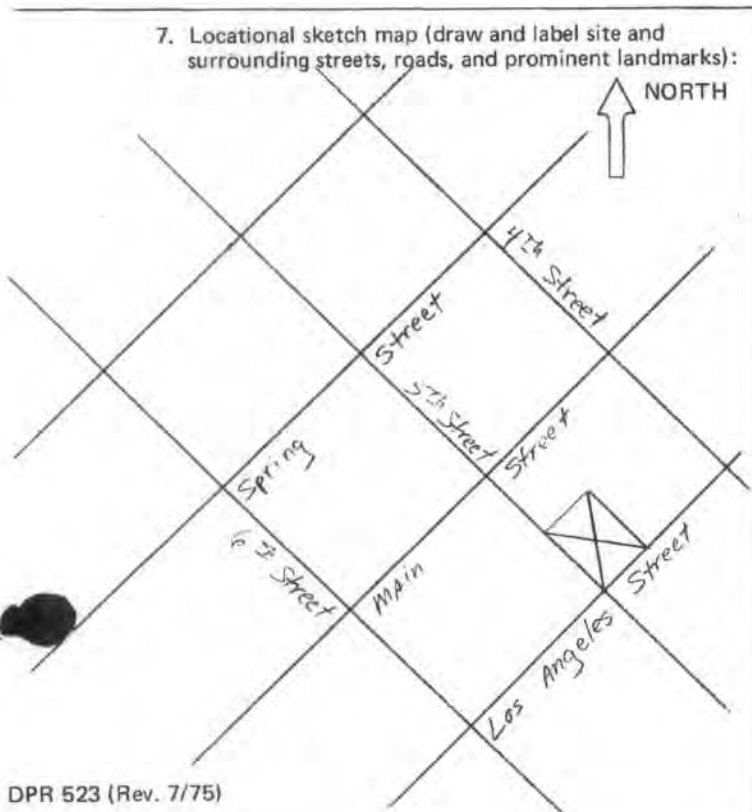 7. Locational sketch map (draw and label site and
surrounding streets, roads, and prominent landmarks):
NORTH
4Th Street
Spring Street
5Th Street
6Th Street
Main Street
Los Angeles Street
DPR 523 (Rev. 7/75)